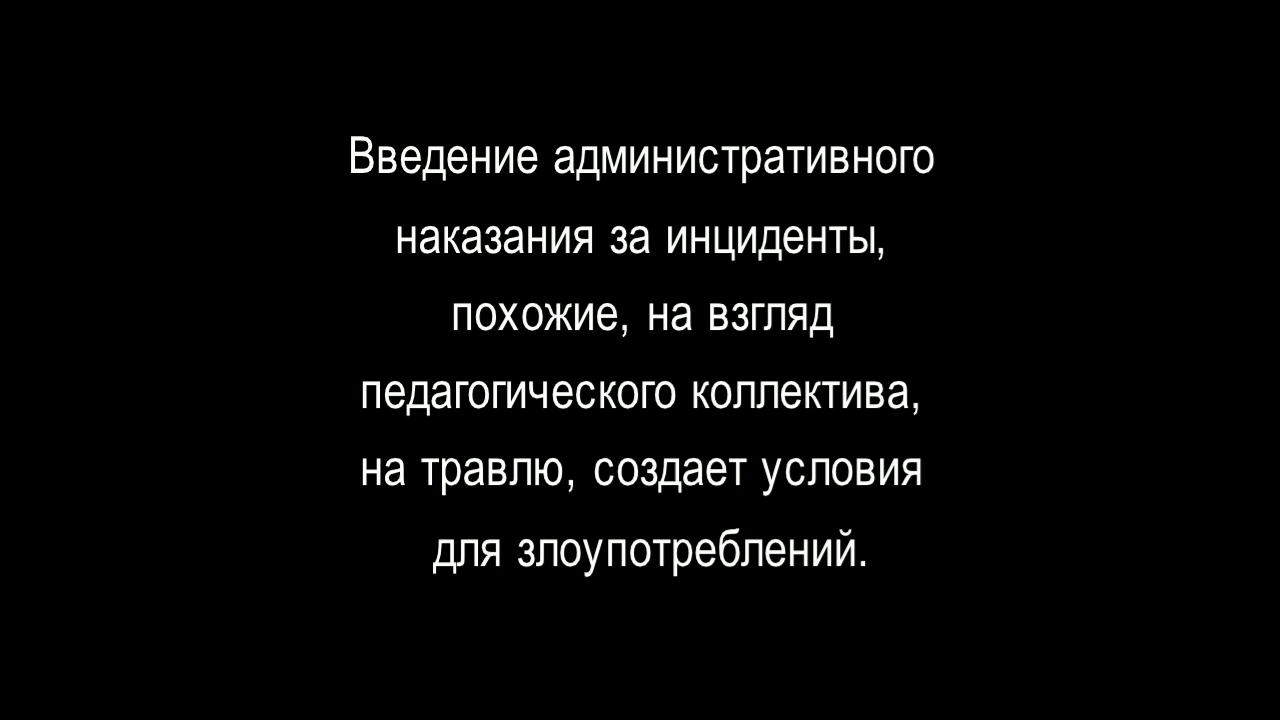 Введение административного
наказания за инциденты,
похожие, на взгляд
педагогического коллектива,
на травлю, создает условия
для злоупотреблений.